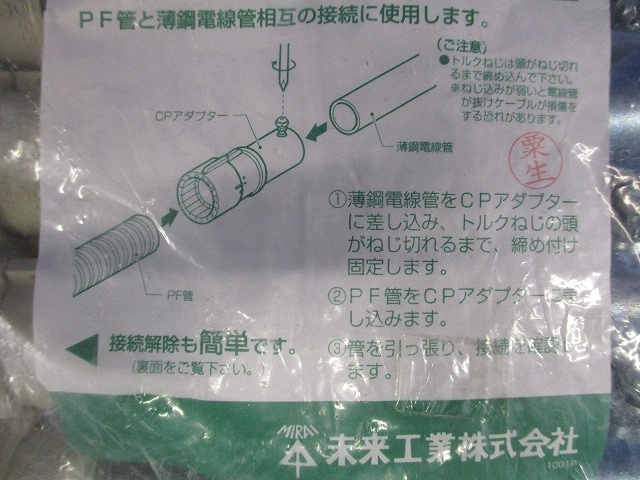 PF管と薄鋼電線管相互の接続に使用します。
(ご注意)
●トルクねじは頭がねじ切れ
るまで締め込んで下さい。
※ねじ込みが弱いと電線管
が抜けケーブルが損傷を
する恐れがあります。
CPアダプター
薄鋼電線管
粟生
PF管
①薄鋼電線管をCPアダプター
に差し込み、トルクねじの頭
がねじ切れるまで、締め付け
固定します。
②PF管をCPアダプターに差
し込みます。
③管を引っ張り、接続を確認し
ます。
接続解除も簡単です。
(裏面をご覧下さい。)
MIRAI
未来工業株式会社
1001P